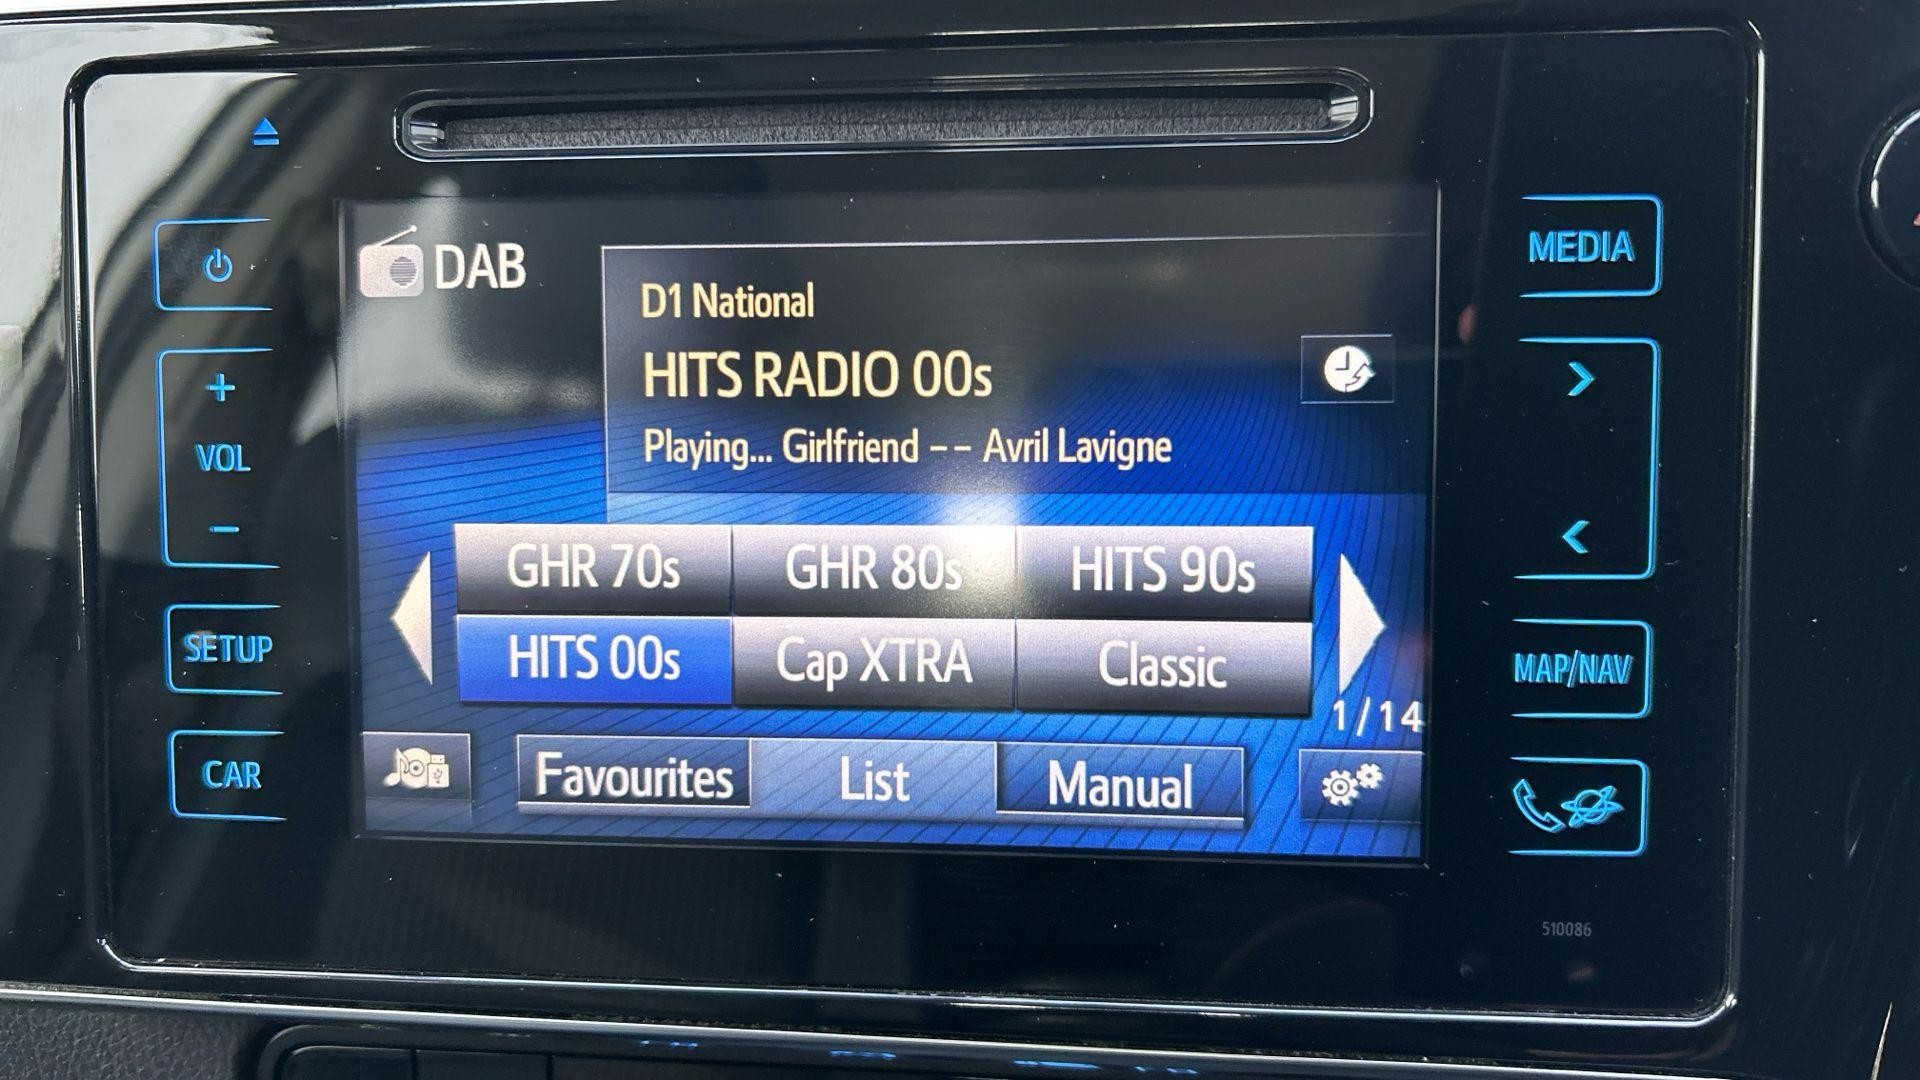 DAB
D1 National
HITS RADIO 00s
Playing... Girlfriend -- Avril Lavigne
GHR 70s
GHR 80s
HITS 90s
HITS 00s
Cap XTRA
Classic
1/14
Favourites
List
Manual
+
VOL
-
SETUP
CAR
MEDIA
>
<
MAP/NAV
510086